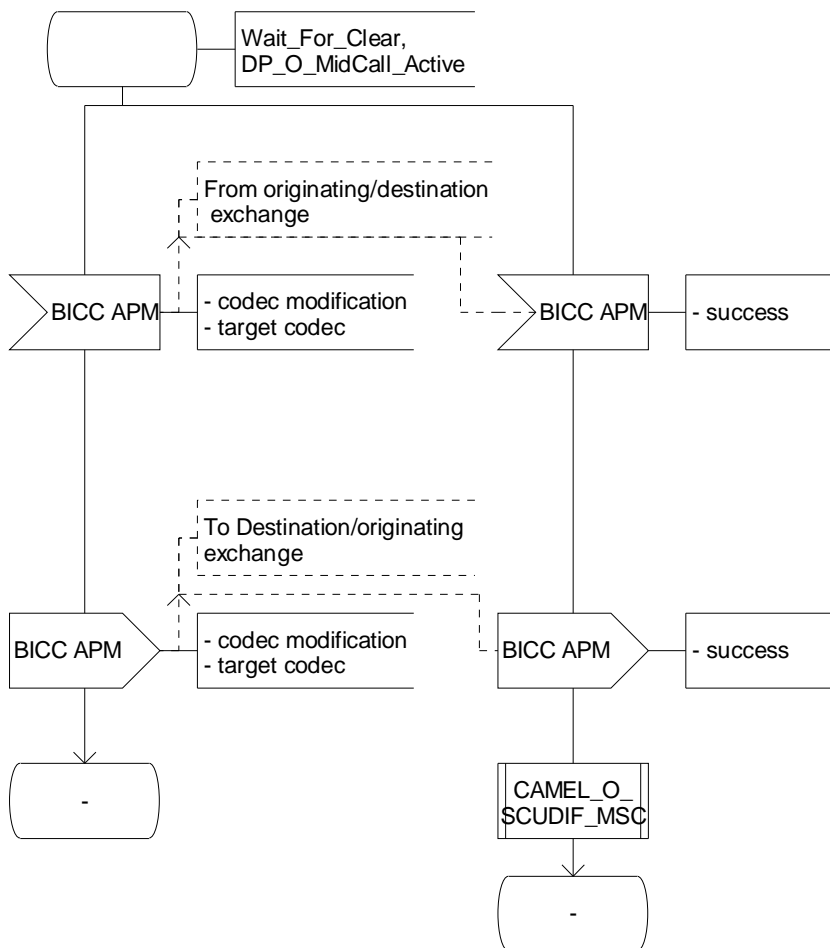 Wait_For_Clear,
DP_O_MidCall_Active
From originating/destination
exchange
BICC APM
- codec modification
- target codec
BICC APM
- success
To Destination/originating
exchange
BICC APM
- codec modification
- target codec
BICC APM
- success
-
CAMEL_O_
SCUDIF_MSC
-